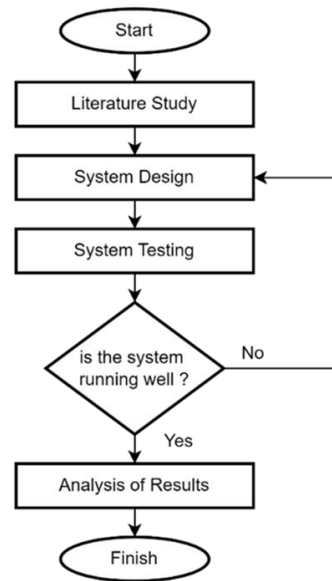 Start
Literature Study
System Design
System Testing
is the system
running well ?
No
Yes
Analysis of Results
Finish